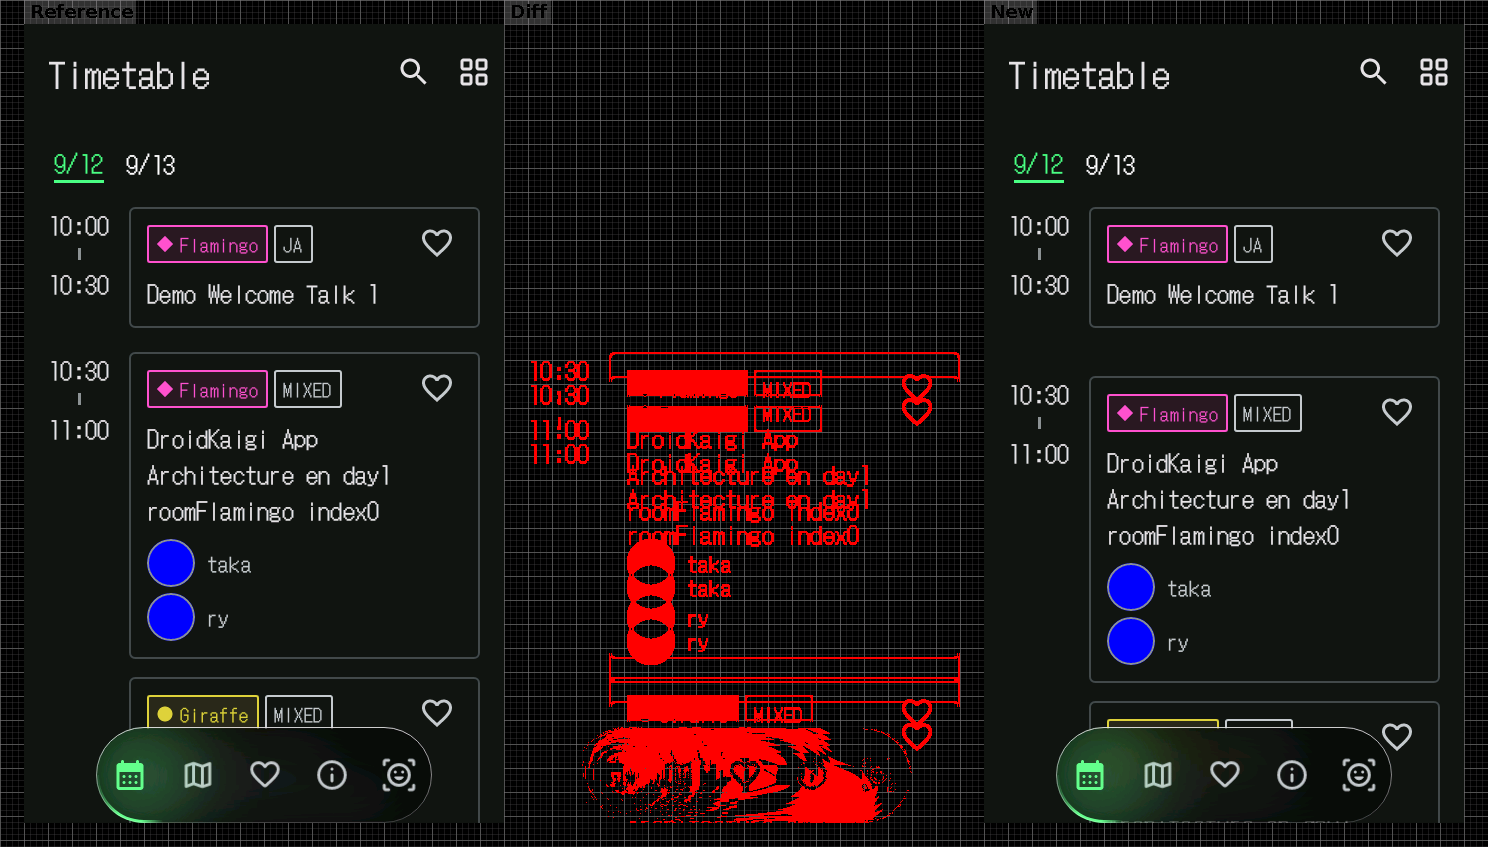 Reference
Timetable
9/12 9/13
10:00
10:30
Flamingo JA
Demo Welcome Talk 1
10:30
11:00
Flamingo MIXED
DroidKaigi App
Architecture en day1
roomFlamingo index0
taka
ry
Giraffe MIXED
Diff
10:30
10:30
11:00
11:00
MIXED
MIXED
DroidKaigi App
DroidKaigi App
Architecture en day1
Architecture en day1
roomFlamingo index0
roomFlamingo index0
taka
taka
ry
ry
MIXED
New
Timetable
9/12 9/13
10:00
10:30
Flamingo JA
Demo Welcome Talk 1
10:30
11:00
Flamingo MIXED
DroidKaigi App
Architecture en day1
roomFlamingo index0
taka
ry